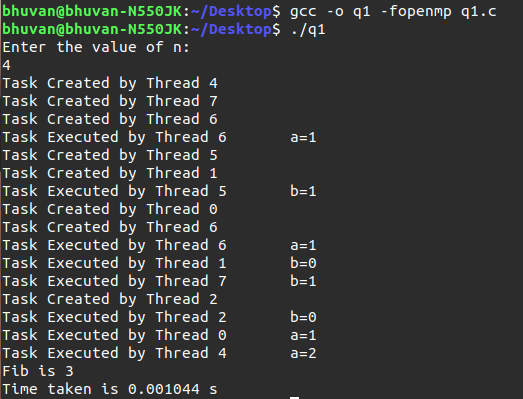 bhuvan@bhuvan-N550JK:~/Desktop$ gcc -o q1 -fopenmp q1.c
bhuvan@bhuvan-N550JK:~/Desktop$ ./q1
Enter the value of n:
4
Task Created by Thread 4
Task Created by Thread 7
Task Created by Thread 6
Task Executed by Thread 6 a=1
Task Created by Thread 5
Task Created by Thread 1
Task Executed by Thread 5 b=1
Task Created by Thread 0
Task Created by Thread 6
Task Executed by Thread 6 a=1
Task Executed by Thread 1 b=0
Task Executed by Thread 7 b=1
Task Created by Thread 2
Task Executed by Thread 2 b=0
Task Executed by Thread 0 a=1
Task Executed by Thread 4 a=2
Fib is 3
Time taken is 0.001044 s